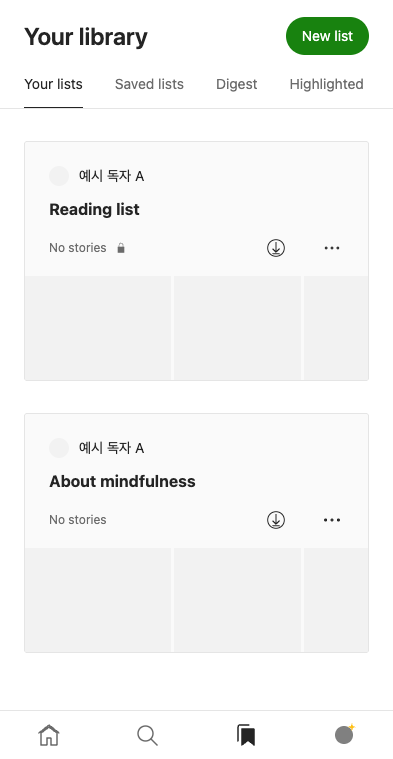 Your library
New list
Your lists
Saved lists
Digest
Highlighted
예시 독자 A
Reading list
No stories
예시 독자 A
About mindfulness
No stories